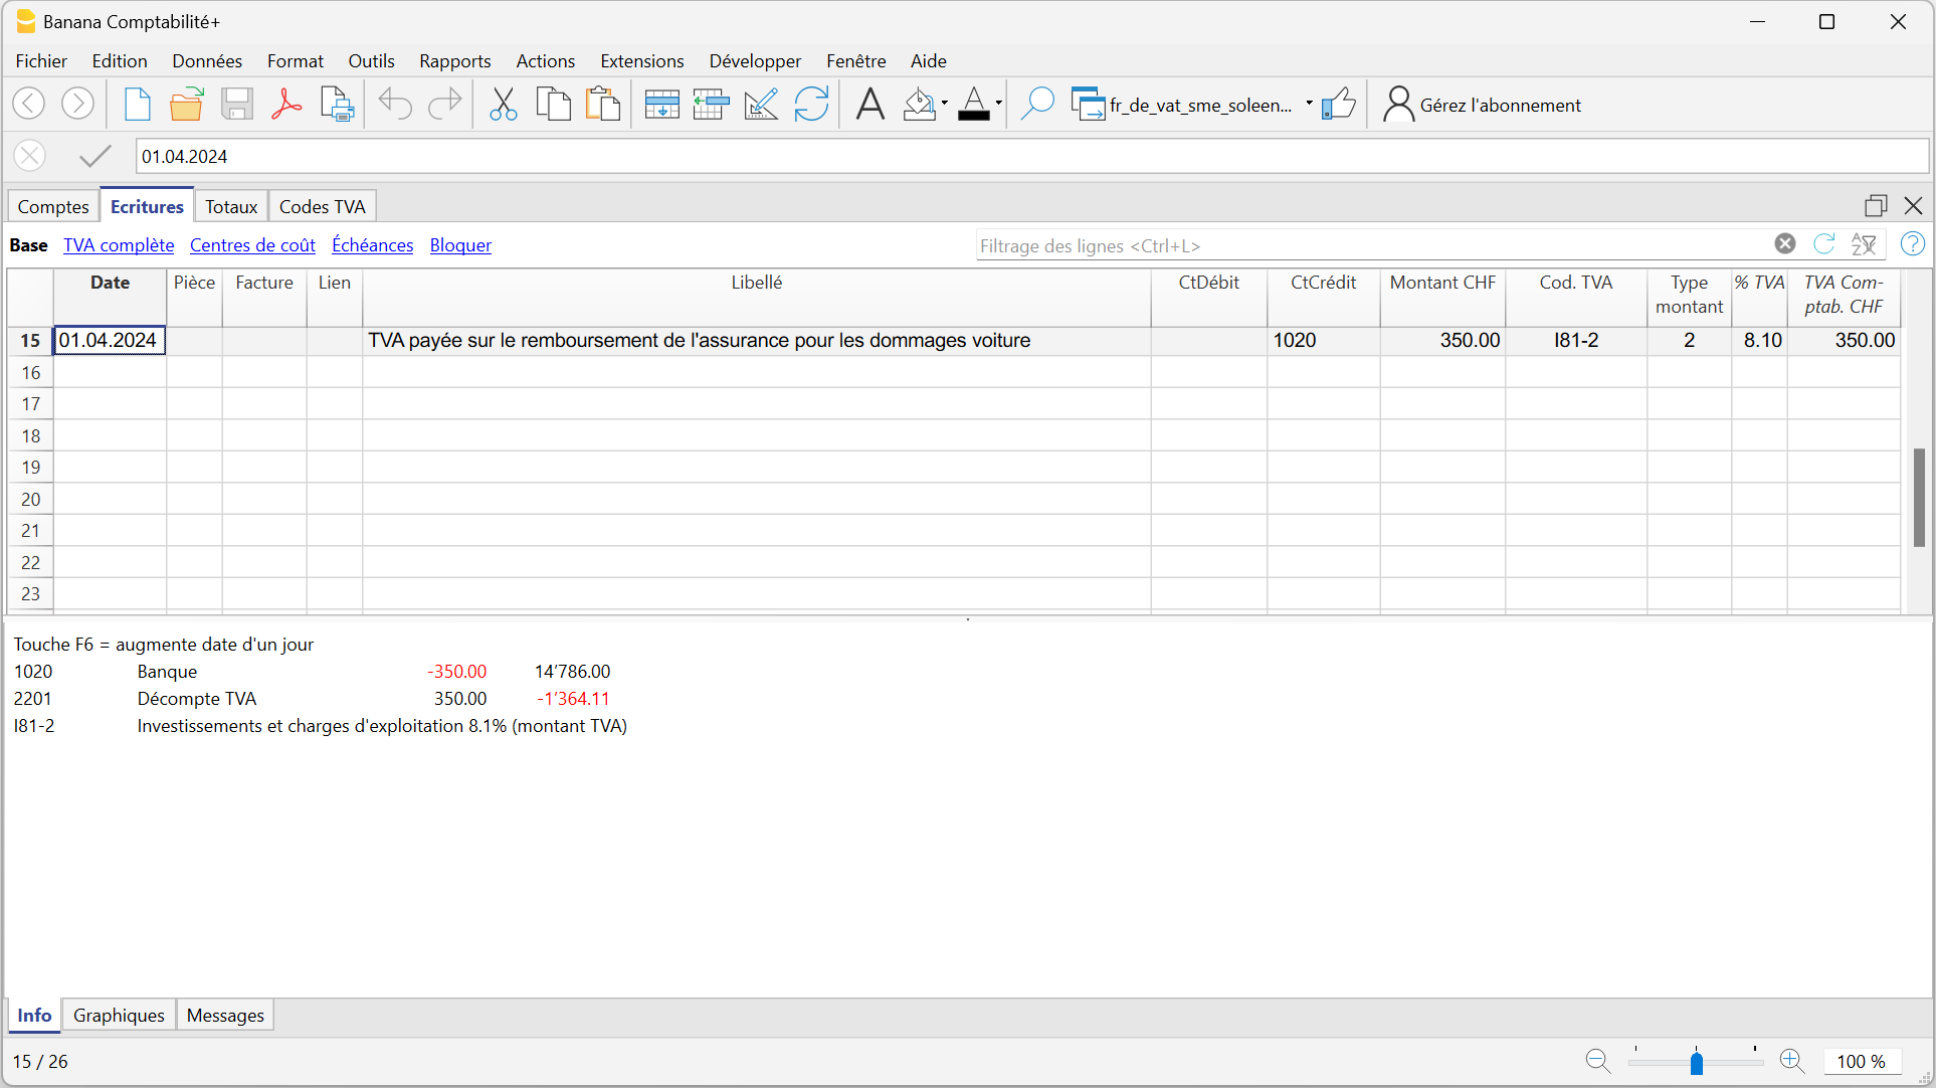 Banana Comptabilité+
Fichier Edition Données Format Outils Rapports Actions Extensions Développer Fenêtre Aide
fr_de_vat_sme_soleen... Gérez l'abonnement
01.04.2024
Comptes Ecritures Totaux Codes TVA
Base TVA complète Centres de coût Échéances Bloquer Filtrage des lignes <Ctrl+L>
Date Pièce Facture Lien Libellé CtDébit CtCrédit Montant CHF Cod. TVA Type montant % TVA TVA Com-ptab. CHF
15 01.04.2024 TVA payée sur le remboursement de l'assurance pour les dommages voiture 1020 350.00 I81-2 2 8.10 350.00
16
17
18
19
20
21
22
23
Touche F6 = augmente date d'un jour
1020 Banque -350.00 14’786.00
2201 Décompte TVA 350.00 -1’364.11
I81-2 Investissements et charges d'exploitation 8.1% (montant TVA)
Info Graphiques Messages
15 / 26 100 %